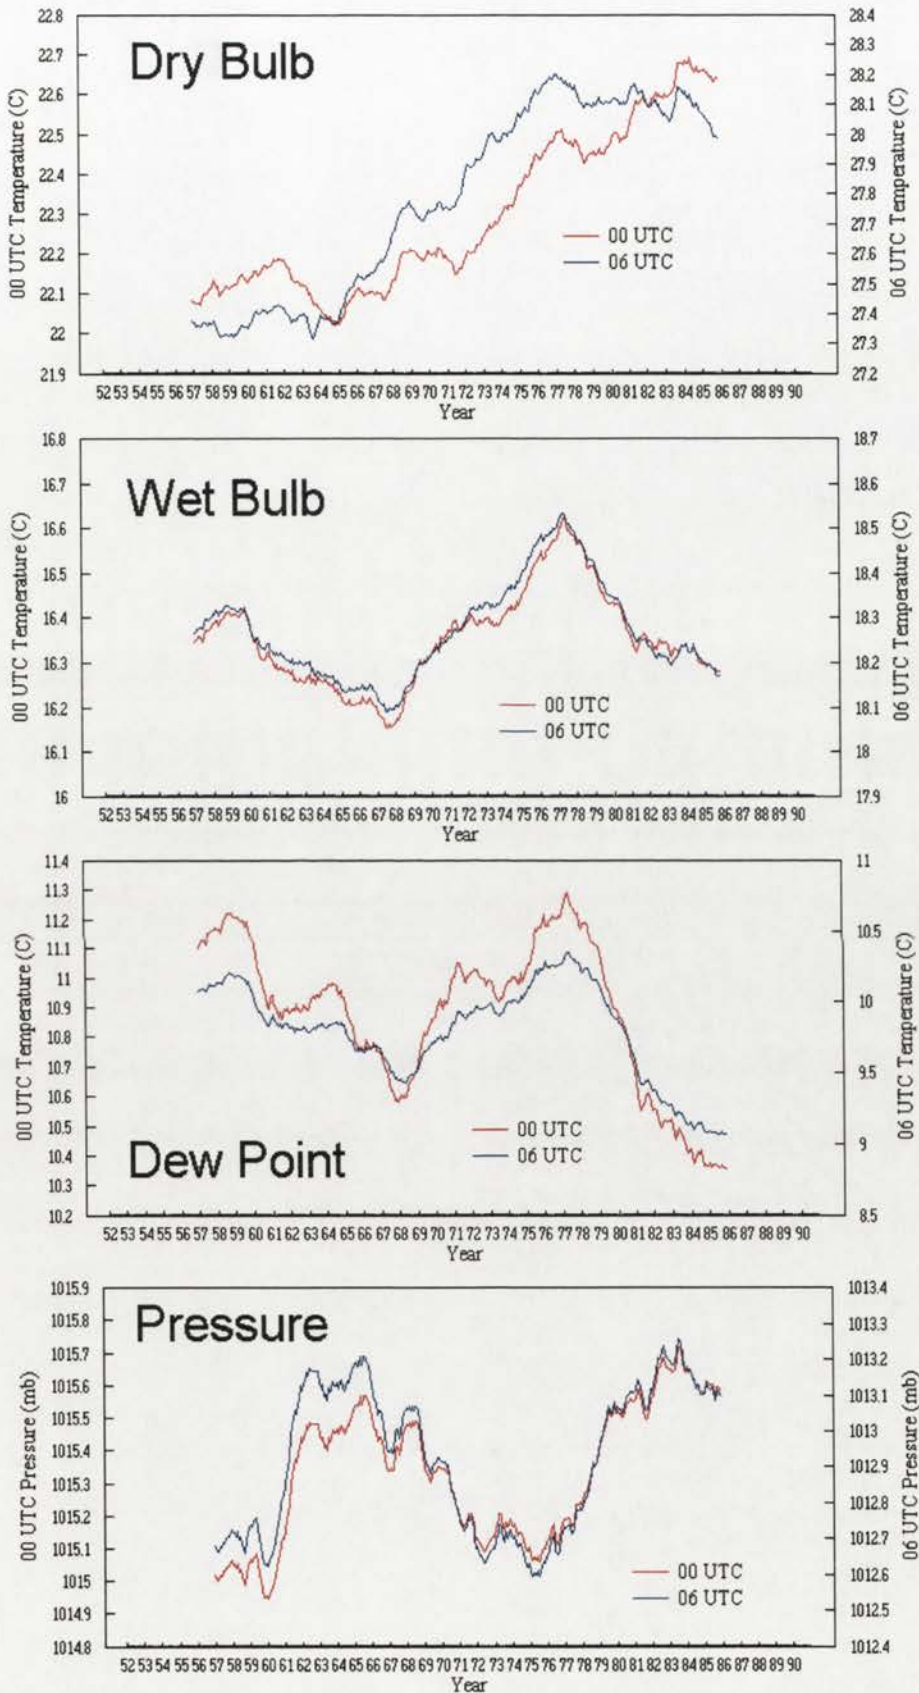 Dry Bulb
22.8
22.7
22.6
22.5
22.4
22.3
22.2
22.1
22
21.9
00 UTC Temperature (C)
28.4
28.3
28.2
28.1
28
27.9
27.8
27.7
27.6
27.5
27.4
27.3
27.2
06 UTC Temperature (C)
00 UTC
06 UTC
52 53 54 55 56 57 58 59 60 61 62 63 64 65 66 67 68 69 70 71 72 73 74 75 76 77 78 79 80 81 82 83 84 85 86 87 88 89 90
Year
Wet Bulb
16.8
16.7
16.6
16.5
16.4
16.3
16.2
16.1
16
00 UTC Temperature (C)
18.7
18.6
18.5
18.4
18.3
18.2
18.1
18
17.9
06 UTC Temperature (C)
00 UTC
06 UTC
52 53 54 55 56 57 58 59 60 61 62 63 64 65 66 67 68 69 70 71 72 73 74 75 76 77 78 79 80 81 82 83 84 85 86 87 88 89 90
Year
Dew Point
11.4
11.3
11.2
11.1
11
10.9
10.8
10.7
10.6
10.5
10.4
10.3
10.2
00 UTC Temperature (C)
11
10.5
10
9.5
9
8.5
06 UTC Temperature (C)
00 UTC
06 UTC
52 53 54 55 56 57 58 59 60 61 62 63 64 65 66 67 68 69 70 71 72 73 74 75 76 77 78 79 80 81 82 83 84 85 86 87 88 89 90
Year
Pressure
1015.9
1015.8
1015.7
1015.6
1015.5
1015.4
1015.3
1015.2
1015.1
1015
1014.9
1014.8
00 UTC Pressure (mb)
1013.4
1013.3
1013.2
1013.1
1013
1012.9
1012.8
1012.7
1012.6
1012.5
1012.4
06 UTC Pressure (mb)
00 UTC
06 UTC
52 53 54 55 56 57 58 59 60 61 62 63 64 65 66 67 68 69 70 71 72 73 74 75 76 77 78 79 80 81 82 83 84 85 86 87 88 89 90
Year